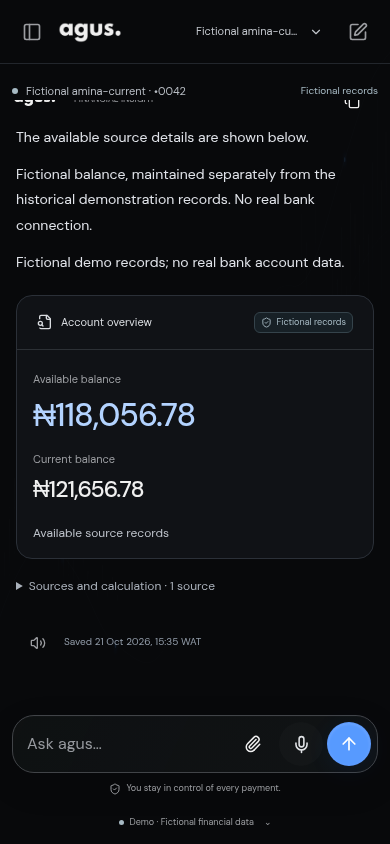 agus.
Fictional amina-cu...
Fictional amina-current · •0042
Fictional records
The available source details are shown below.
Fictional balance, maintained separately from the
historical demonstration records. No real bank
connection.
Fictional demo records; no real bank account data.
Account overview
Fictional records
Available balance
₦118,056.78
Current balance
₦121,656.78
Available source records
Sources and calculation · 1 source
Saved 21 Oct 2026, 15:35 WAT
Ask agus...
You stay in control of every payment.
Demo · Fictional financial data